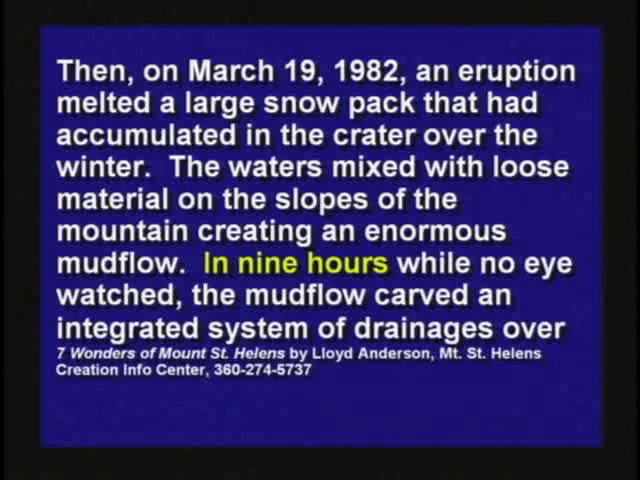 Then, on March 19, 1982, an eruption
melted a large snow pack that had
accumulated in the crater over the
winter.  The waters mixed with loose
material on the slopes of the
mountain creating an enormous
mudflow.  In nine hours while no eye
watched, the mudflow carved an
integrated system of drainages over
7 Wonders of Mount St. Helens by Lloyd Anderson, Mt. St. Helens
Creation Info Center, 360-274-5737